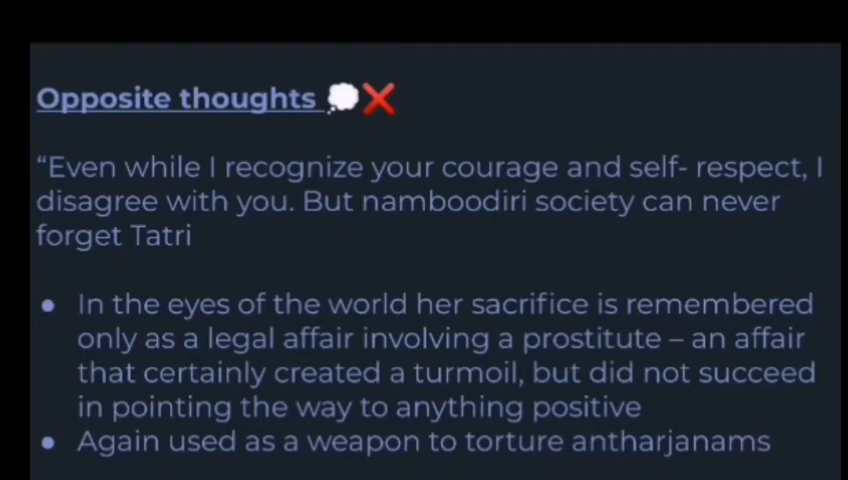 Opposite thoughts 💭❌
“Even while I recognize your courage and self- respect, I
disagree with you. But namboodiri society can never
forget Tatri
● In the eyes of the world her sacrifice is remembered
only as a legal affair involving a prostitute – an affair
that certainly created a turmoil, but did not succeed
in pointing the way to anything positive
● Again used as a weapon to torture antharjanams